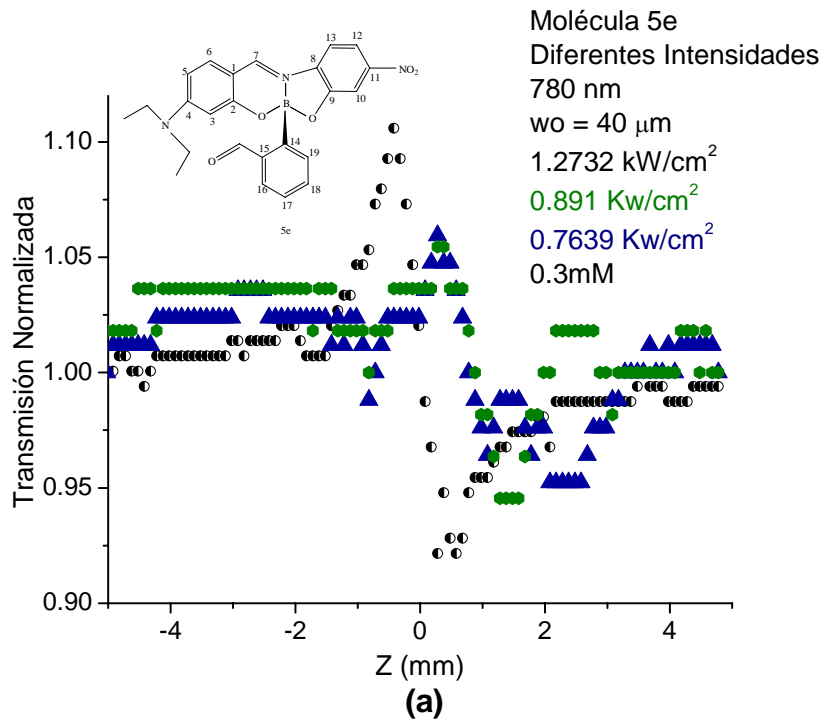 Molécula 5e
Diferentes Intensidades
780 nm
wo = 40 μm
1.2732 kW/cm²
0.891 Kw/cm²
0.7639 Kw/cm²
0.3mM
13
12
6
1
7
8
5
N
11
NO₂
4
3
2
9
10
N
O
B
O
14
O
15
19
16
18
17
5e
Transmisión Normalizada
1.10
1.05
1.00
0.95
0.90
-4
-2
0
2
4
Z (mm)
(a)